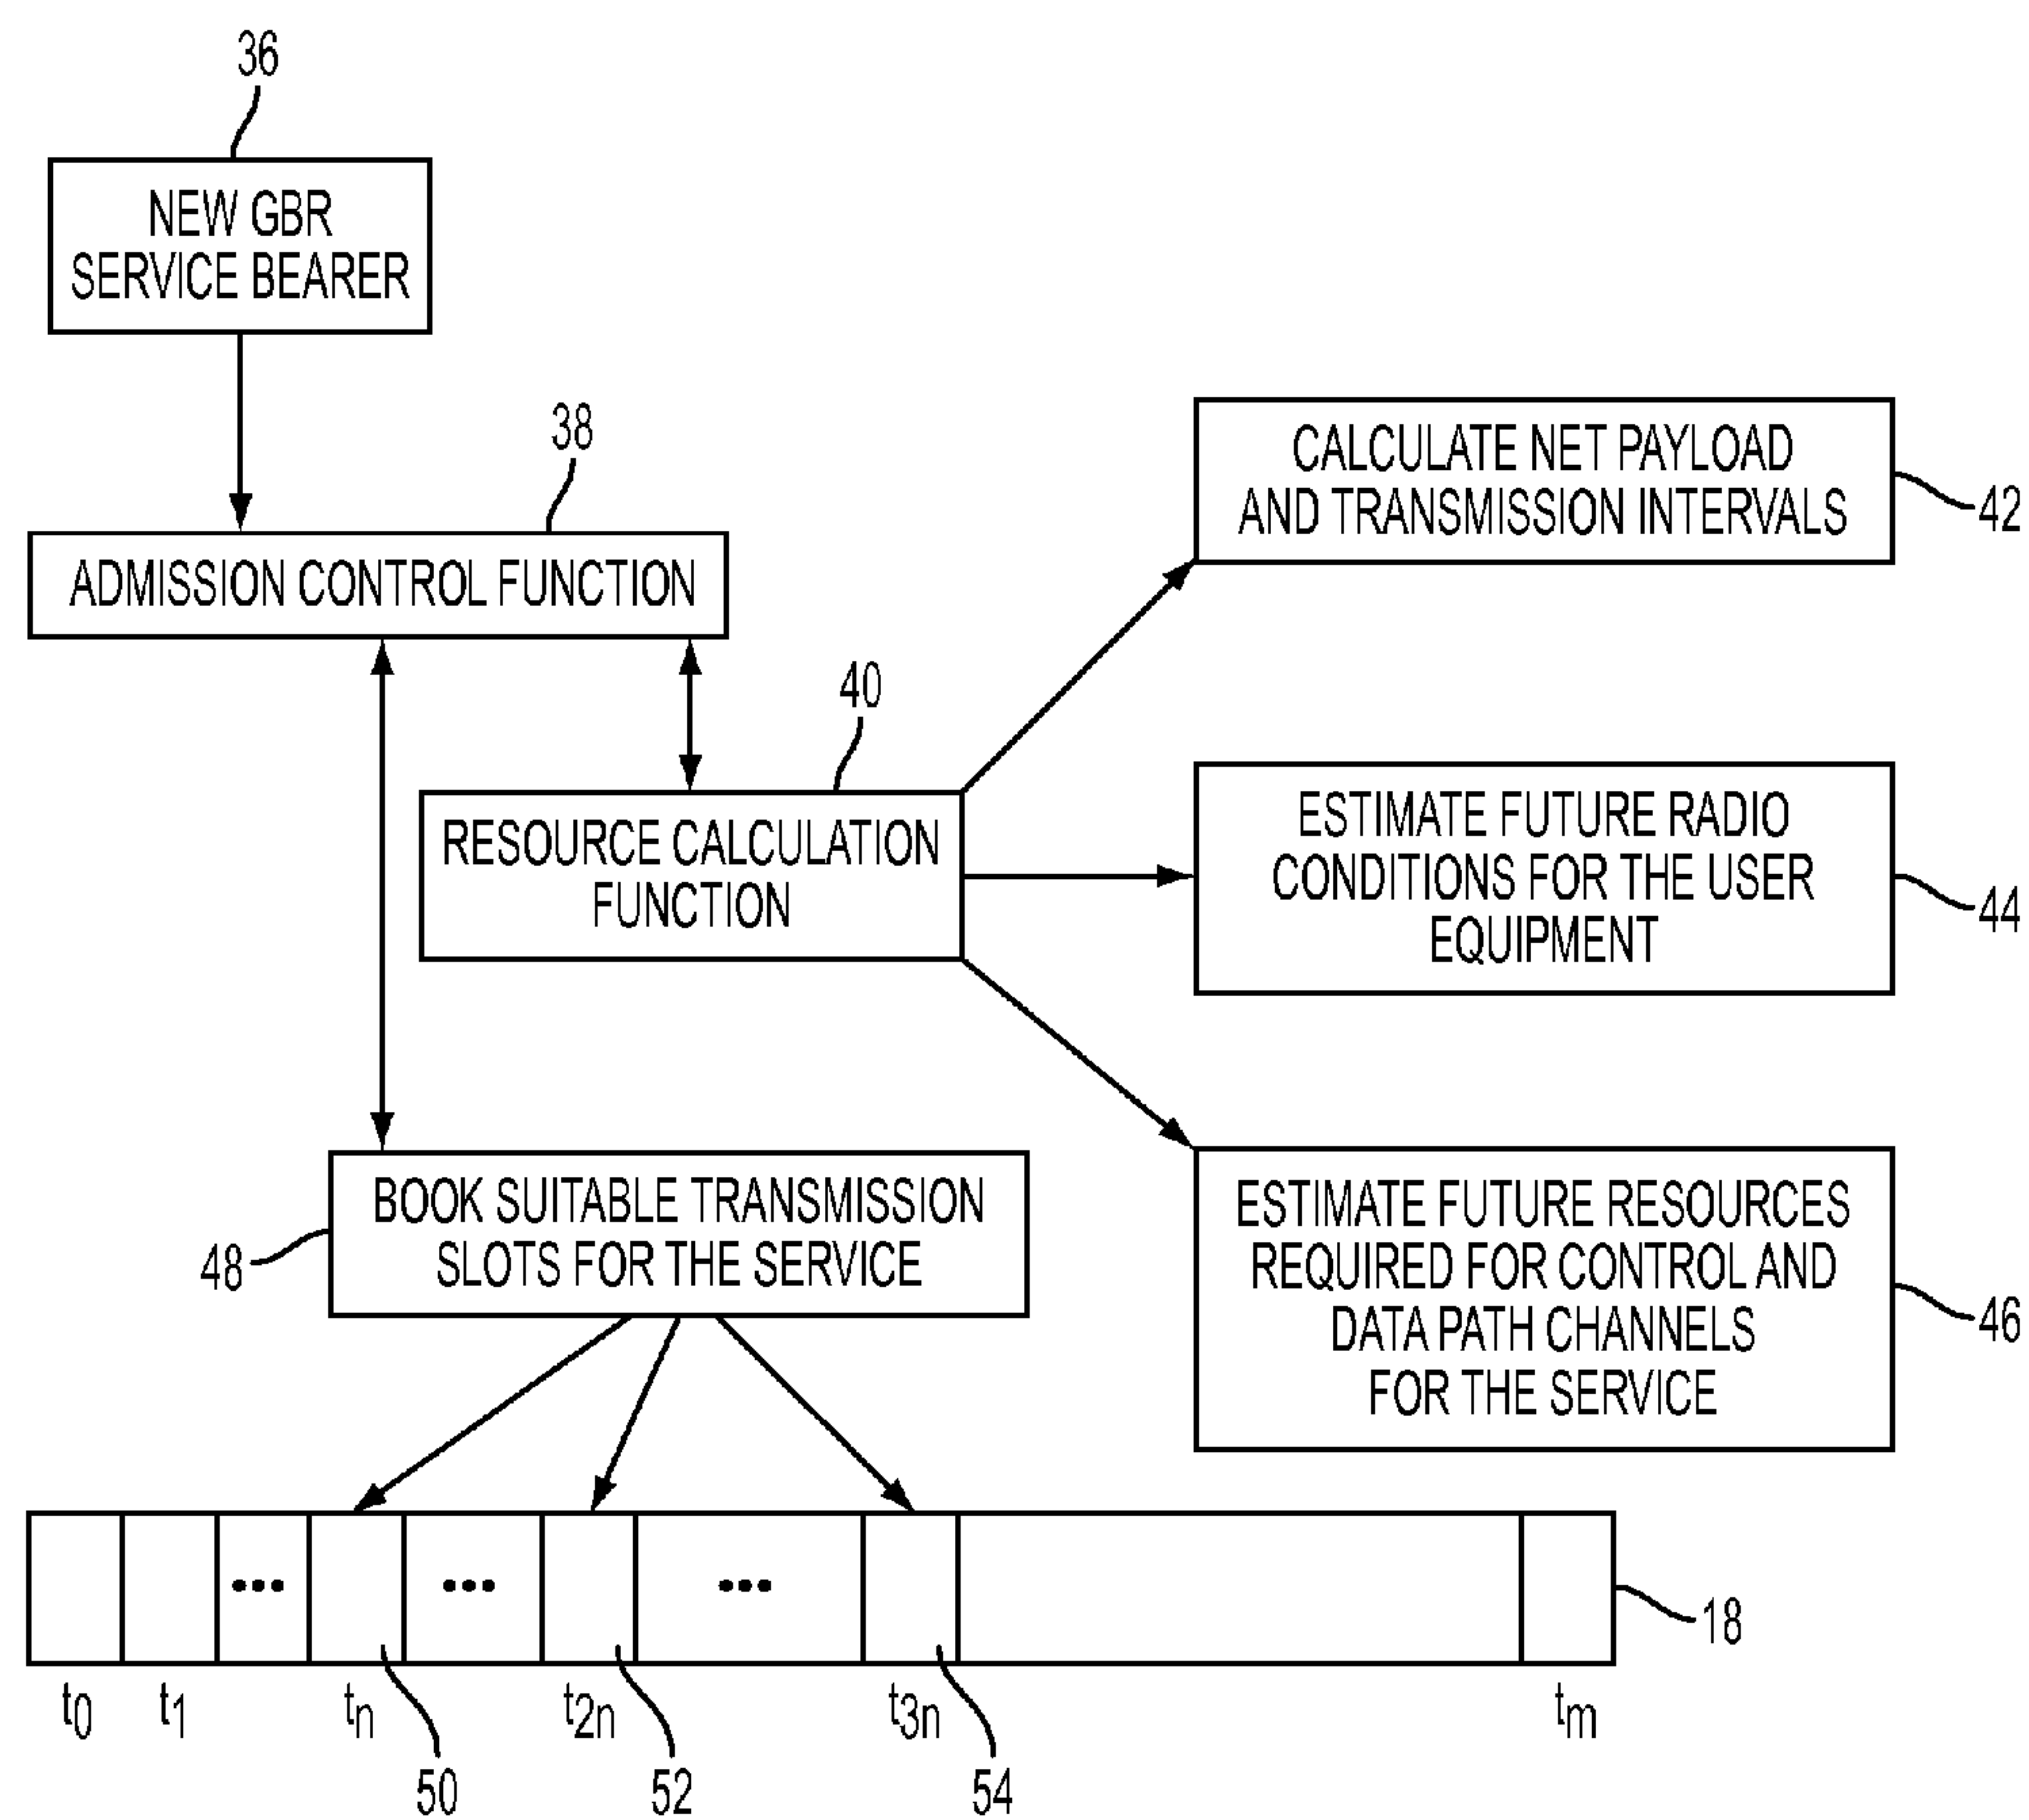 36
NEW GBR
SERVICE BEARER
38
ADMISSION CONTROL FUNCTION
CALCULATE NET PAYLOAD
AND TRANSMISSION INTERVALS
42
40
RESOURCE CALCULATION
FUNCTION
ESTIMATE FUTURE RADIO
CONDITIONS FOR THE USER
EQUIPMENT
44
BOOK SUITABLE TRANSMISSION
SLOTS FOR THE SERVICE
48
ESTIMATE FUTURE RESOURCES
REQUIRED FOR CONTROL AND
DATA PATH CHANNELS
FOR THE SERVICE
46
... ... ...
18
t0 t1 tn t2n t3n tm
50 52 54